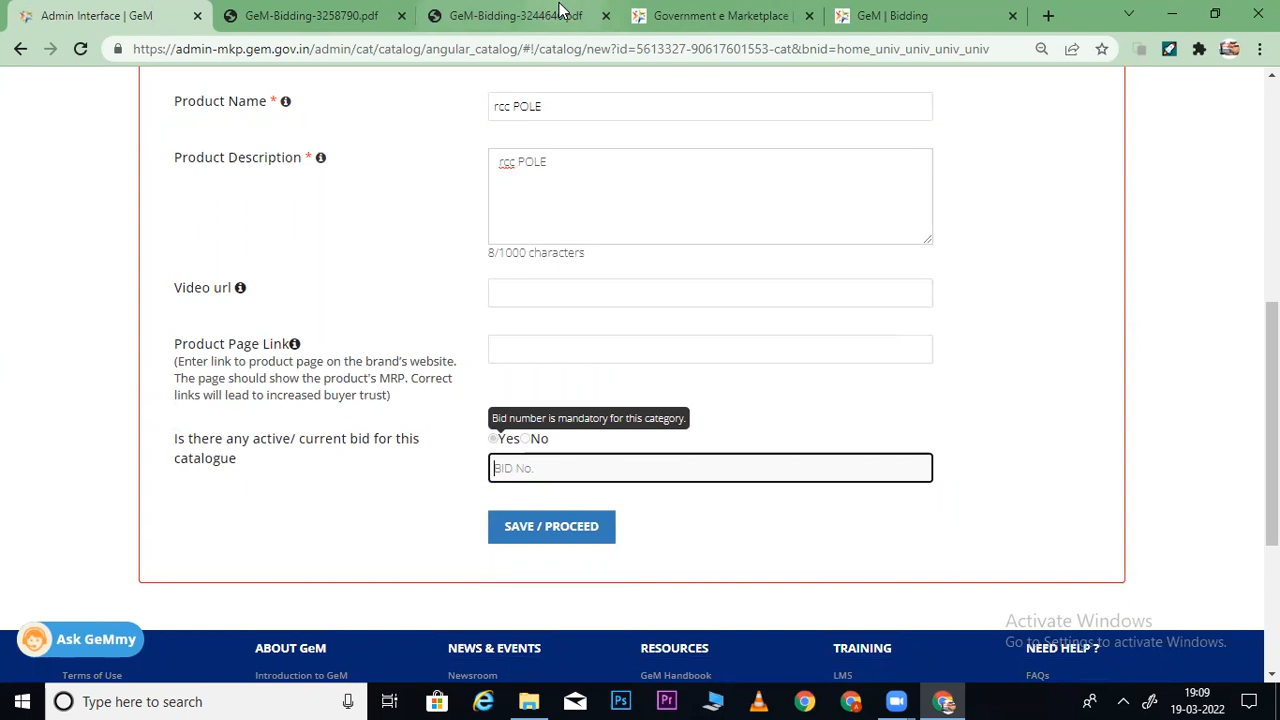 Admin Interface | GeM
GeM-Bidding-3258790.pdf
Government e Marketplace |
GeM | Bidding
https://admin-mkp.gem.gov.in/admin/cat/catalog/angular_catalog/#!/catalog/new?id=5613327-90617601553-cat&bnid=home_univ_univ_univ_univ
Product Name *
rcc POLE
Product Description *
rcc POLE
8/1000 characters
Video url
Product Page Link
(Enter link to product page on the brand's website.
The page should show the product's MRP. Correct
links will lead to increased buyer trust)
Bid number is mandatory for this category.
Is there any active/ current bid for this
catalogue
Yes No
BID No.
SAVE / PROCEED
Activate Windows
Go to Settings to activate Windows.
Ask GeMmy
ABOUT GeM
NEWS & EVENTS
RESOURCES
TRAINING
NEED HELP ?
Terms of Use
Introduction to GeM
Newsroom
GeM Handbook
LMS
FAQs
Type here to search
19:09
19-03-2022